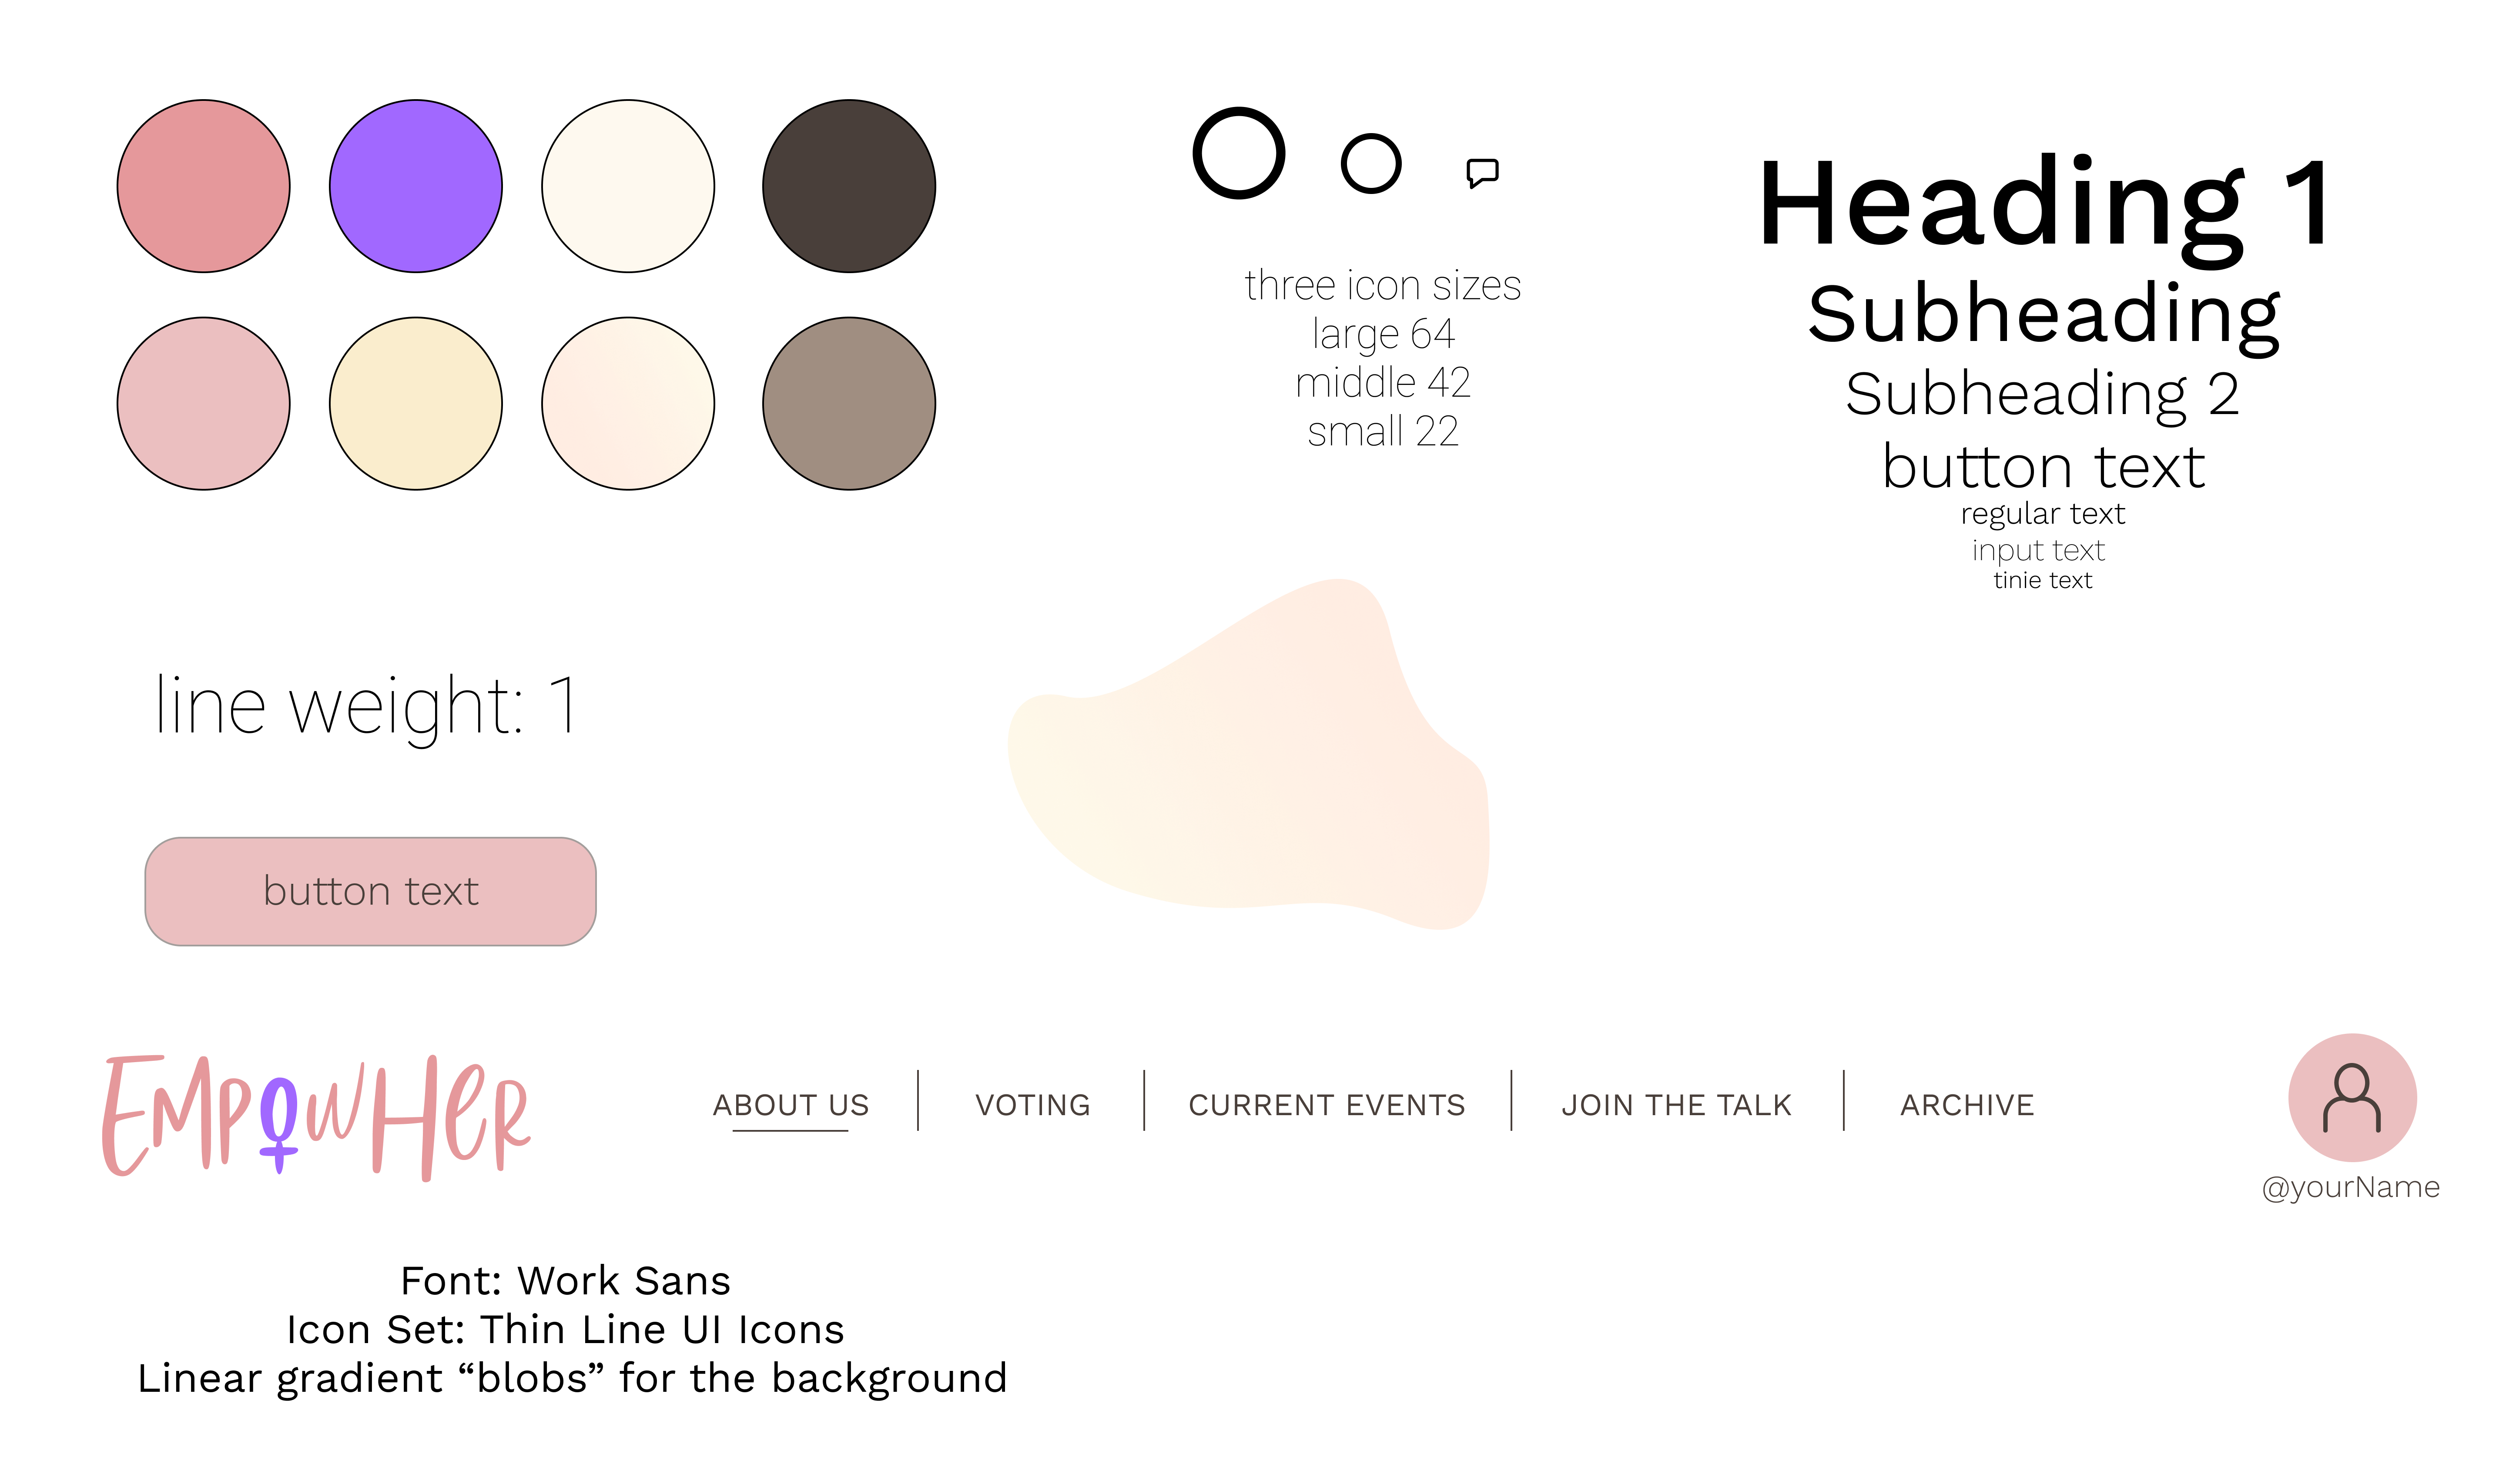 three icon sizes
large 64
middle 42
small 22
Heading 1
Subheading
Subheading 2
button text
regular text
input text
tinie text
line weight: 1
button text
EMPOWHER
ABOUT US
VOTING
CURRENT EVENTS
JOIN THE TALK
ARCHIVE
@yourName
Font: Work Sans
Icon Set: Thin Line UI Icons
Linear gradient “blobs” for the background